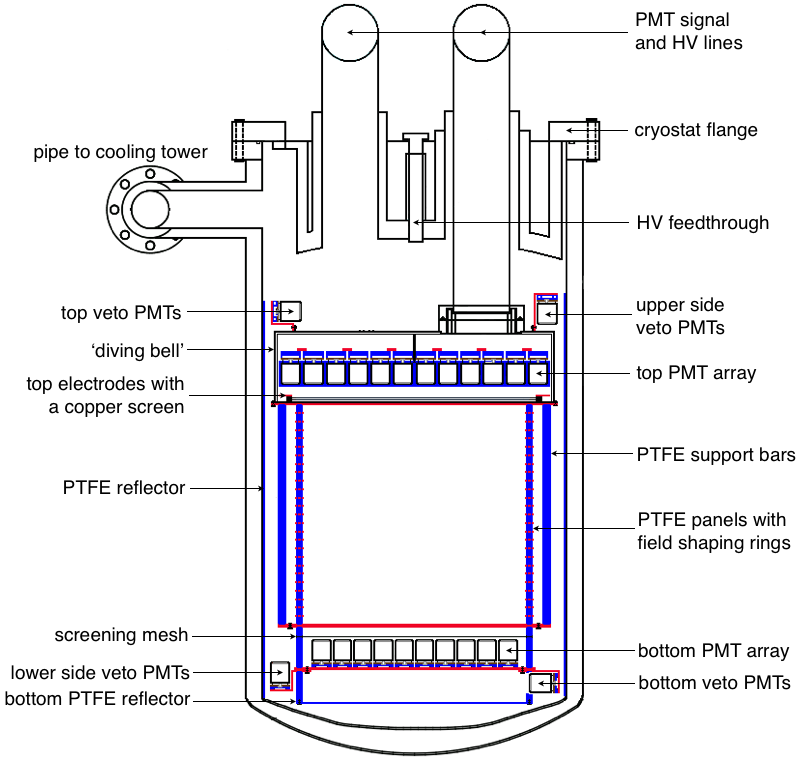 PMT signal
and HV lines
cryostat flange
pipe to cooling tower
HV feedthrough
top veto PMTs
upper side
veto PMTs
‘diving bell’
top PMT array
top electrodes with
a copper screen
PTFE support bars
PTFE reflector
PTFE panels with
field shaping rings
screening mesh
bottom PMT array
lower side veto PMTs
bottom veto PMTs
bottom PTFE reflector